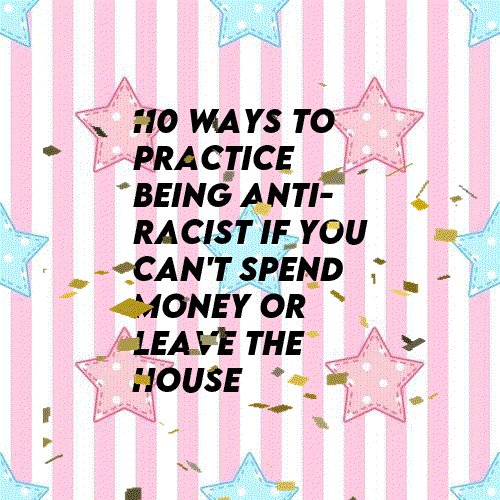 110 WAYS TO
PRACTICE
BEING ANTI-
RACIST IF YOU
CAN'T SPEND
MONEY OR
LEAVE THE
HOUSE